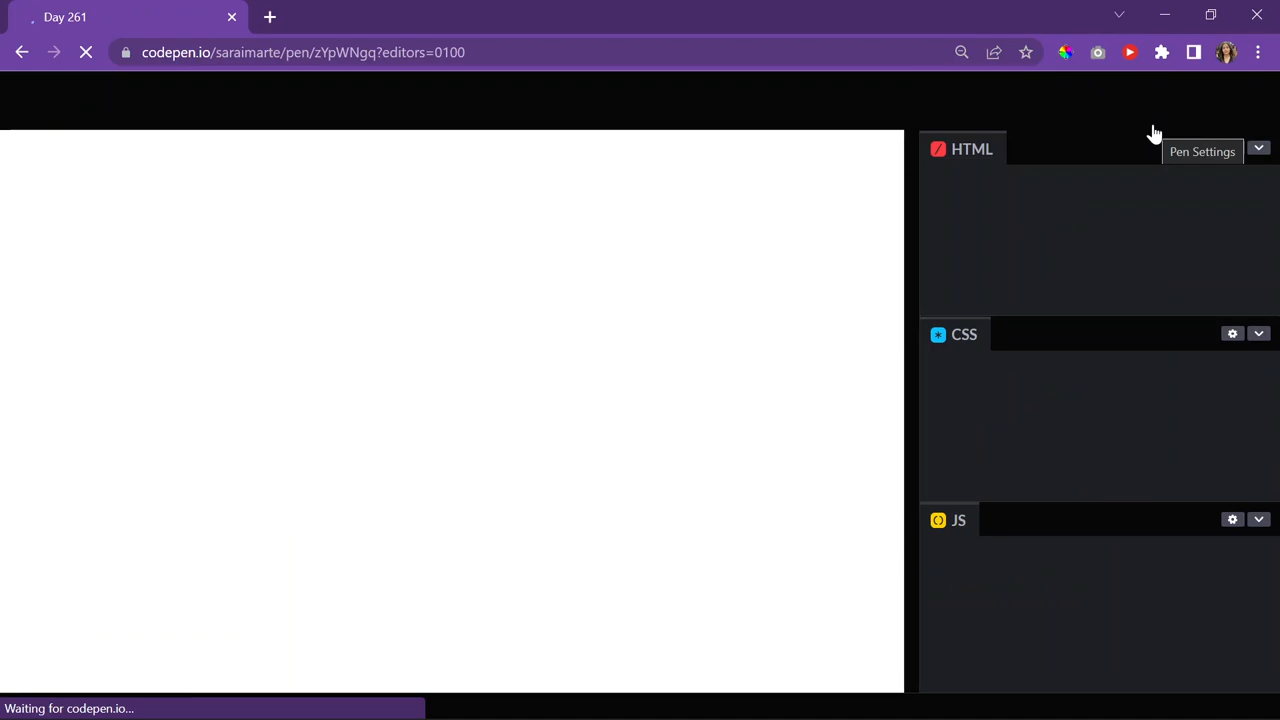 Day 261
codepen.io/saraimarte/pen/zYpWNgq?editors=0100
HTML
Pen Settings
CSS
JS
Waiting for codepen.io...